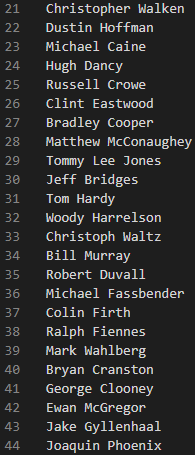 21 Christopher Walken
22 Dustin Hoffman
23 Michael Caine
24 Hugh Dancy
25 Russell Crowe
26 Clint Eastwood
27 Bradley Cooper
28 Matthew McConaughey
29 Tommy Lee Jones
30 Jeff Bridges
31 Tom Hardy
32 Woody Harrelson
33 Christoph Waltz
34 Bill Murray
35 Robert Duvall
36 Michael Fassbender
37 Colin Firth
38 Ralph Fiennes
39 Mark Wahlberg
40 Bryan Cranston
41 George Clooney
42 Ewan McGregor
43 Jake Gyllenhaal
44 Joaquin Phoenix